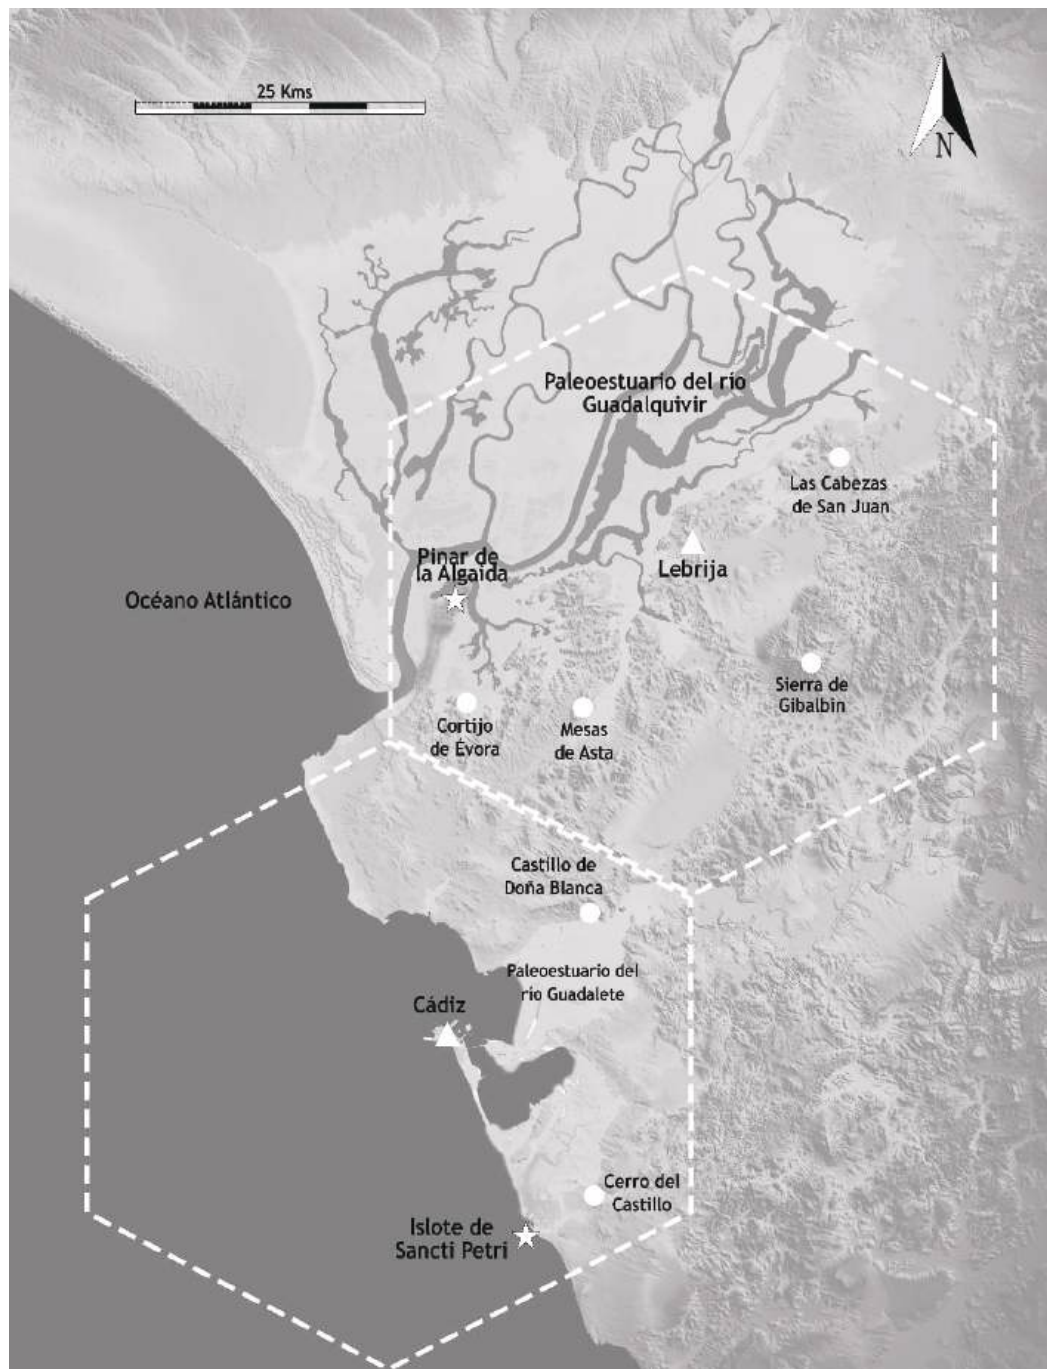 25 Kms
N
Paleoestuario del río
Guadalquivir
Las Cabezas
de San Juan
Pinar de
la Algaida
Lebrija
Océano Atlántico
Sierra de
Gibalbin
Cortijo
de Évora
Mesas
de Asta
Castillo de
Doña Blanca
Paleoestuario del
río Guadalete
Cádiz
Cerro del
Castillo
Islote de
Sancti Petri